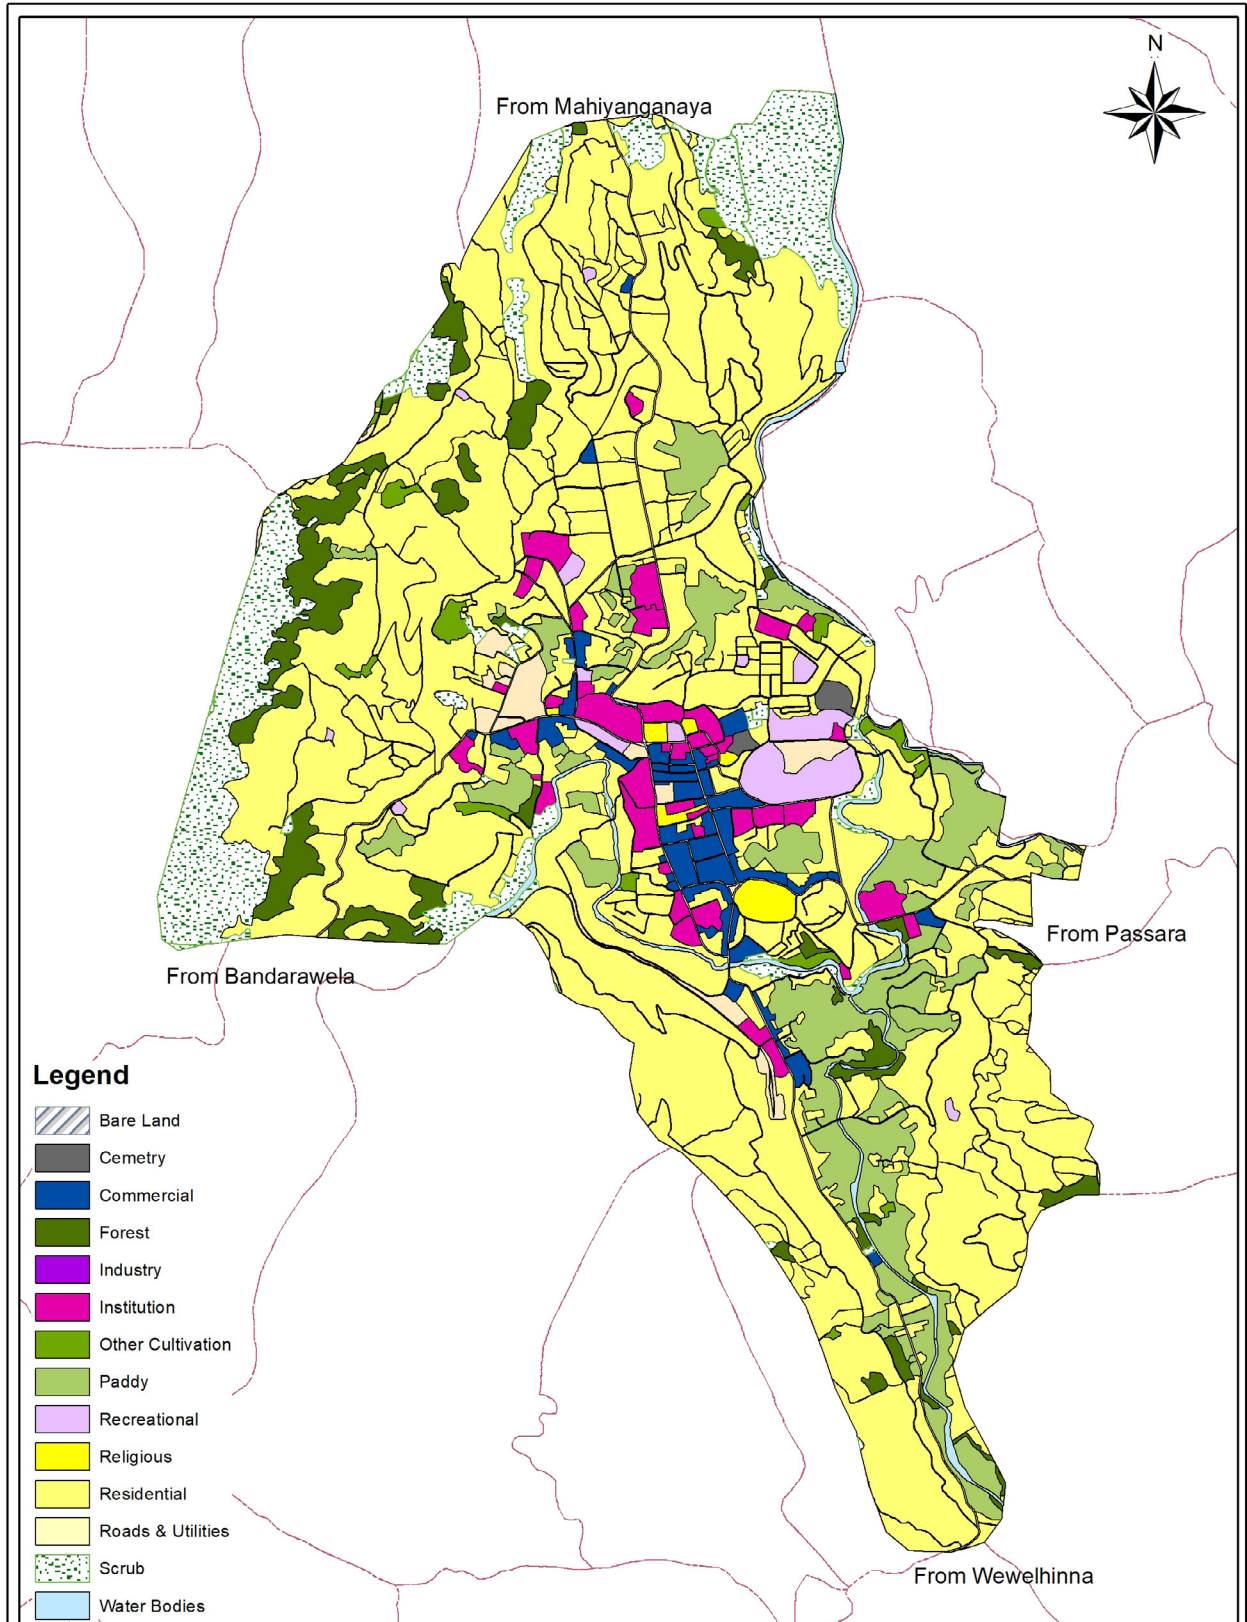 N
From Mahiyanganaya
From Passara
From Bandarawela
Legend
Bare Land
Cemetry
Commercial
Forest
Industry
Institution
Other Cultivation
Paddy
Recreational
Religious
Residential
Roads & Utilities
Scrub
Water Bodies
From Wewelhinna